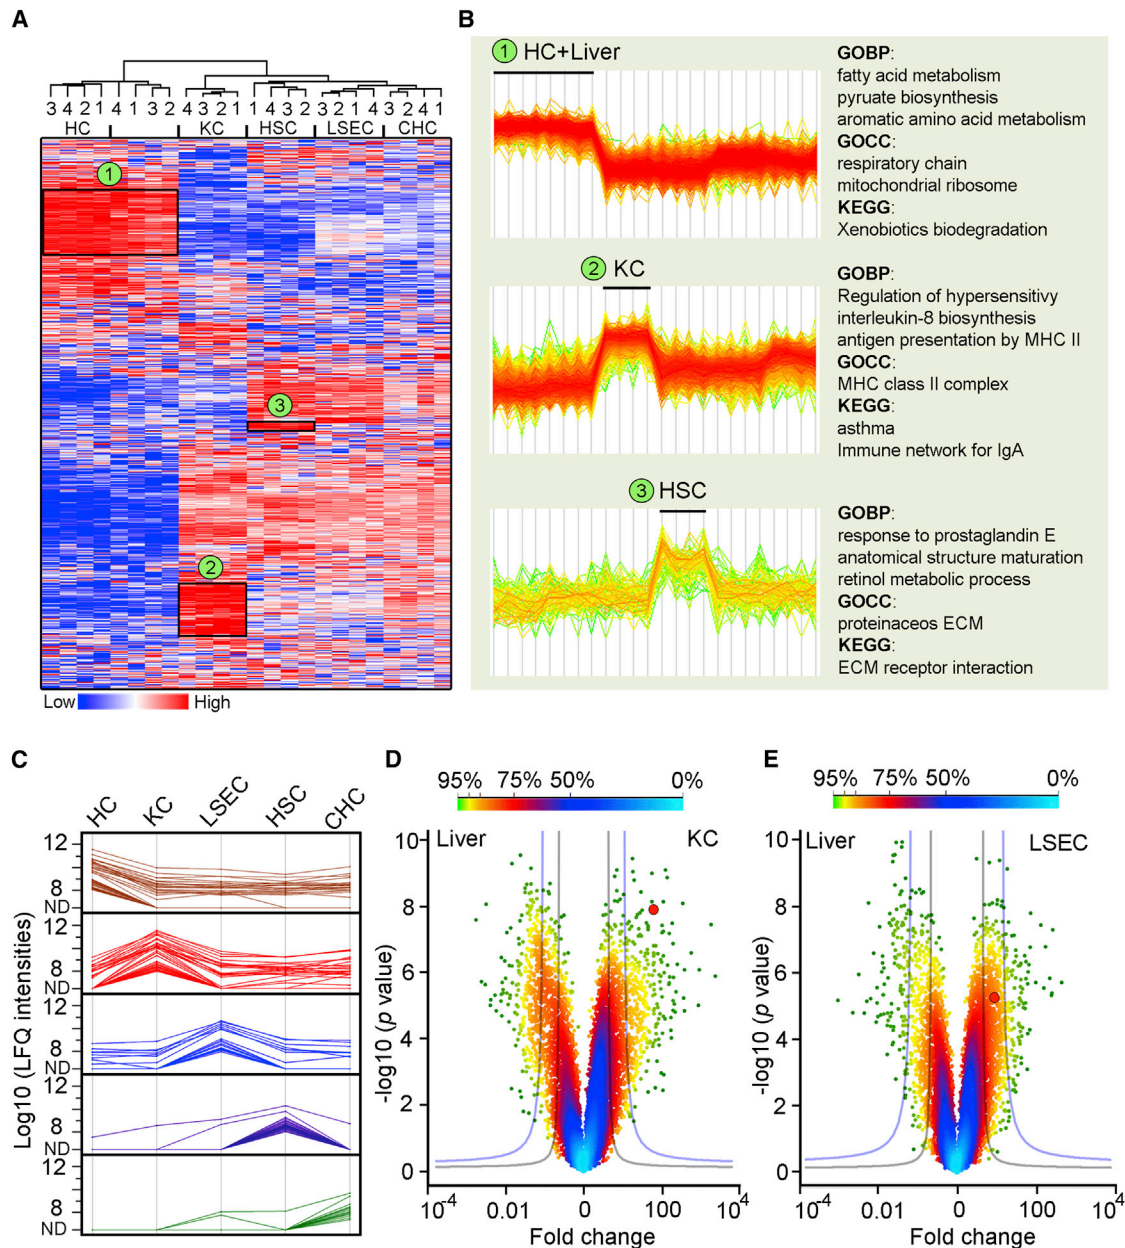 A
3 4 2 1 4 1 3 2 4 3 2 1 1 4 3 2 3 2 1 4 3 2 4 1
HC KC HSC LSEC CHC
1
3
2
Low High
B
1 HC+Liver
GOBP:
fatty acid metabolism
pyruate biosynthesis
aromatic amino acid metabolism
GOCC:
respiratory chain
mitochondrial ribosome
KEGG:
Xenobiotics biodegradation
2 KC
GOBP:
Regulation of hypersensitivy
interleukin-8 biosynthesis
antigen presentation by MHC II
GOCC:
MHC class II complex
KEGG:
asthma
Immune network for IgA
3 HSC
GOBP:
response to prostaglandin E
anatomical structure maturation
retinol metabolic process
GOCC:
proteinaceos ECM
KEGG:
ECM receptor interaction
C
HC KC LSEC HSC CHC
Log10 (LFQ intensities)
12
8
ND
12
8
ND
12
8
ND
12
8
ND
12
8
ND
D
95% 75% 50% 0%
Liver KC
-log10 (p value)
10
8
6
4
2
0
10-4 0.01 0 100 104
Fold change
E
95% 75% 50% 0%
Liver LSEC
-log10 (p value)
10
8
6
4
2
0
10-4 0.01 0 100 104
Fold change